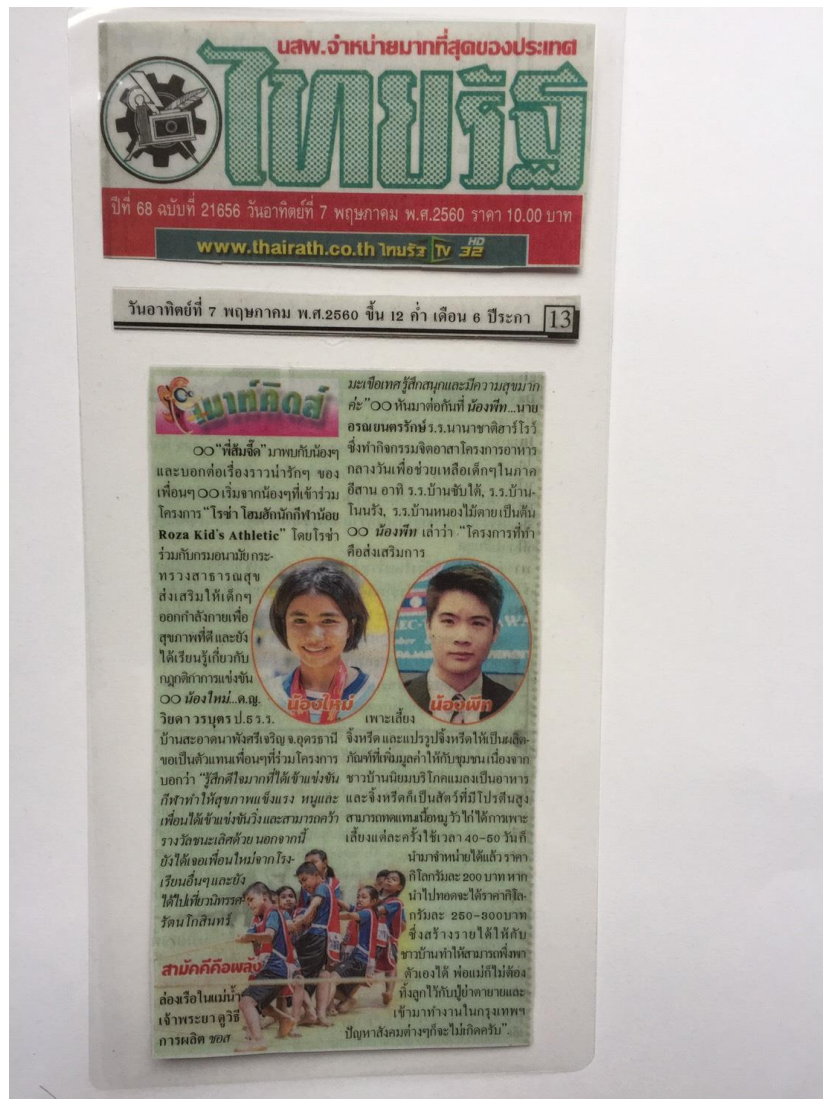 นสพ.จำหน่ายมากที่สุดของประเทศ
ไทยรัฐ
ปีที่ 68 ฉบับที่ 21656 วันอาทิตย์ที่ 7 พฤษภาคม พ.ศ.2560 ราคา 10.00 บาท
www.thairath.co.th ไทยรัฐ TV HD 32
วันอาทิตย์ที่ 7 พฤษภาคม พ.ศ.2560 ขึ้น 12 ค่ำ เดือน 6 ปีระกา 13
เมาท์คิดส์
๐๐ "พี่ส้มจี๊ด" มาพบกับน้องๆ
และบอกต่อเรื่องราวน่ารักๆ ของ
เพื่อนๆ ๐๐ เริ่มจากน้องๆที่เข้าร่วม
โครงการ "โรซ่า โฮมฮักนักกีฬาน้อย
Roza Kid's Athletic" โดยโรซ่า
ร่วมกับกรมอนามัย กระ-
ทรวงสาธารณสุข
ส่งเสริมให้เด็กๆ
ออกกำลังกายเพื่อ
สุขภาพที่ดี และยัง
ได้เรียนรู้เกี่ยวกับ
กฎกติกาการแข่งขัน
๐๐ น้องใหม่...ด.ญ.
วิยดา วรบุตร ป.6 ร.ร.
บ้านสะอาดนาพังศรีเจริญ จ.อุดรธานี
ขอเป็นตัวแทนเพื่อนๆที่ร่วมโครงการ
บอกว่า "รู้สึกดีใจมากที่ได้เข้าแข่งขัน
กีฬาทำให้สุขภาพแข็งแรง หนูและ
เพื่อนได้เข้าแข่งขันวิ่งและสามารถคว้า
รางวัลชนะเลิศด้วย นอกจากนี้
ยังได้เจอเพื่อนใหม่จากโรง-
เรียนอื่นๆ และยัง
ได้ไปเที่ยวนิทรรศ-
รัตนโกสินทร์
ล่องเรือในแม่น้ำ
เจ้าพระยา ดูวิธี
การผลิต ซอส
มะเขือเทศ รู้สึกสนุกและมีความสุขมาก
ค่ะ" ๐๐ หันมาต่อกันที่ น้องพีท...นาย
อรณ ยนตรรักษ์ ร.ร.นานาชาติฮาร์โรว์
ซึ่งทำกิจกรรมจิตอาสาโครงการอาหาร
กลางวันเพื่อช่วยเหลือเด็กๆในภาค
อีสาน อาทิ ร.ร.บ้านซับใต้, ร.ร.บ้าน-
โนนรัง, ร.ร.บ้านหนองไม้ตายเป็นต้น
๐๐ น้องพีท เล่าว่า "โครงการที่ทำ
คือส่งเสริมการ
เพาะเลี้ยง
จิ้งหรีด และแปรรูปจิ้งหรีดให้เป็นผลิต-
ภัณฑ์ที่เพิ่มมูลค่าให้กับชุมชน เนื่องจาก
ชาวบ้านนิยมบริโภคแมลงเป็นอาหาร
และจิ้งหรีดก็เป็นสัตว์ที่มีโปรตีนสูง
สามารถทดแทนเนื้อหมู วัว ไก่ ได้ การเพาะ
เลี้ยงแต่ละครั้งใช้เวลา 40-50 วัน ก็
นำมาจำหน่ายได้แล้ว ราคา
กิโลกรัมละ 200 บาท หาก
นำไปทอดจะได้ราคากิโล-
กรัมละ 250-300บาท
ซึ่งสร้างรายได้ให้กับ
ชาวบ้านทำให้สามารถพึ่งพา
ตัวเองได้ พ่อแม่ก็ไม่ต้อง
ทิ้งลูกไว้กับปู่ย่าตายายและ
เข้ามาทำงานในกรุงเทพฯ
ปัญหาสังคมต่างๆก็จะไม่เกิดครับ".
น้องใหม่
น้องพีท
สามัคคีคือพลัง